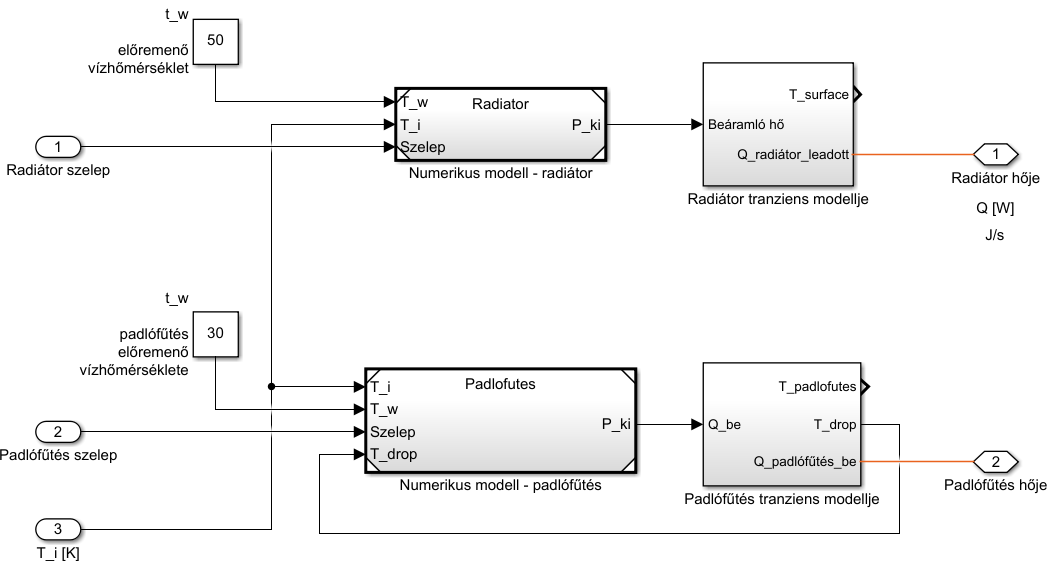 t_w
50
előremenő
vízhőmérséklet
T_w
T_i
Szelep
Radiator
P_ki
Numerikus modell - radiátor
1
Radiátor szelep
T_surface
Beáramló hő
Q_radiátor_leadott
Radiátor tranziens modellje
1
Radiátor hője
Q [W]
J/s
t_w
30
padlófűtés
előremenő
vízhőmérséklete
T_i
T_w
Szelep
T_drop
Padlofutes
P_ki
Numerikus modell - padlófűtés
2
Padlófűtés szelep
T_padlofutes
Q_be
T_drop
Q_padlófűtés_be
Padlófűtés tranziens modellje
2
Padlófűtés hője
3
T_i [K]